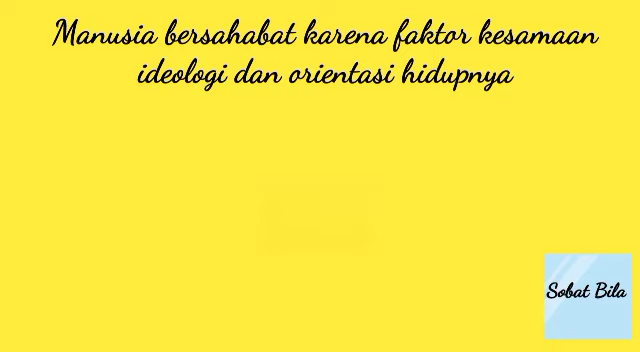 Manusia bersahabat karena faktor kesamaan
ideologi dan orientasi hidupnya
Sobat Bila